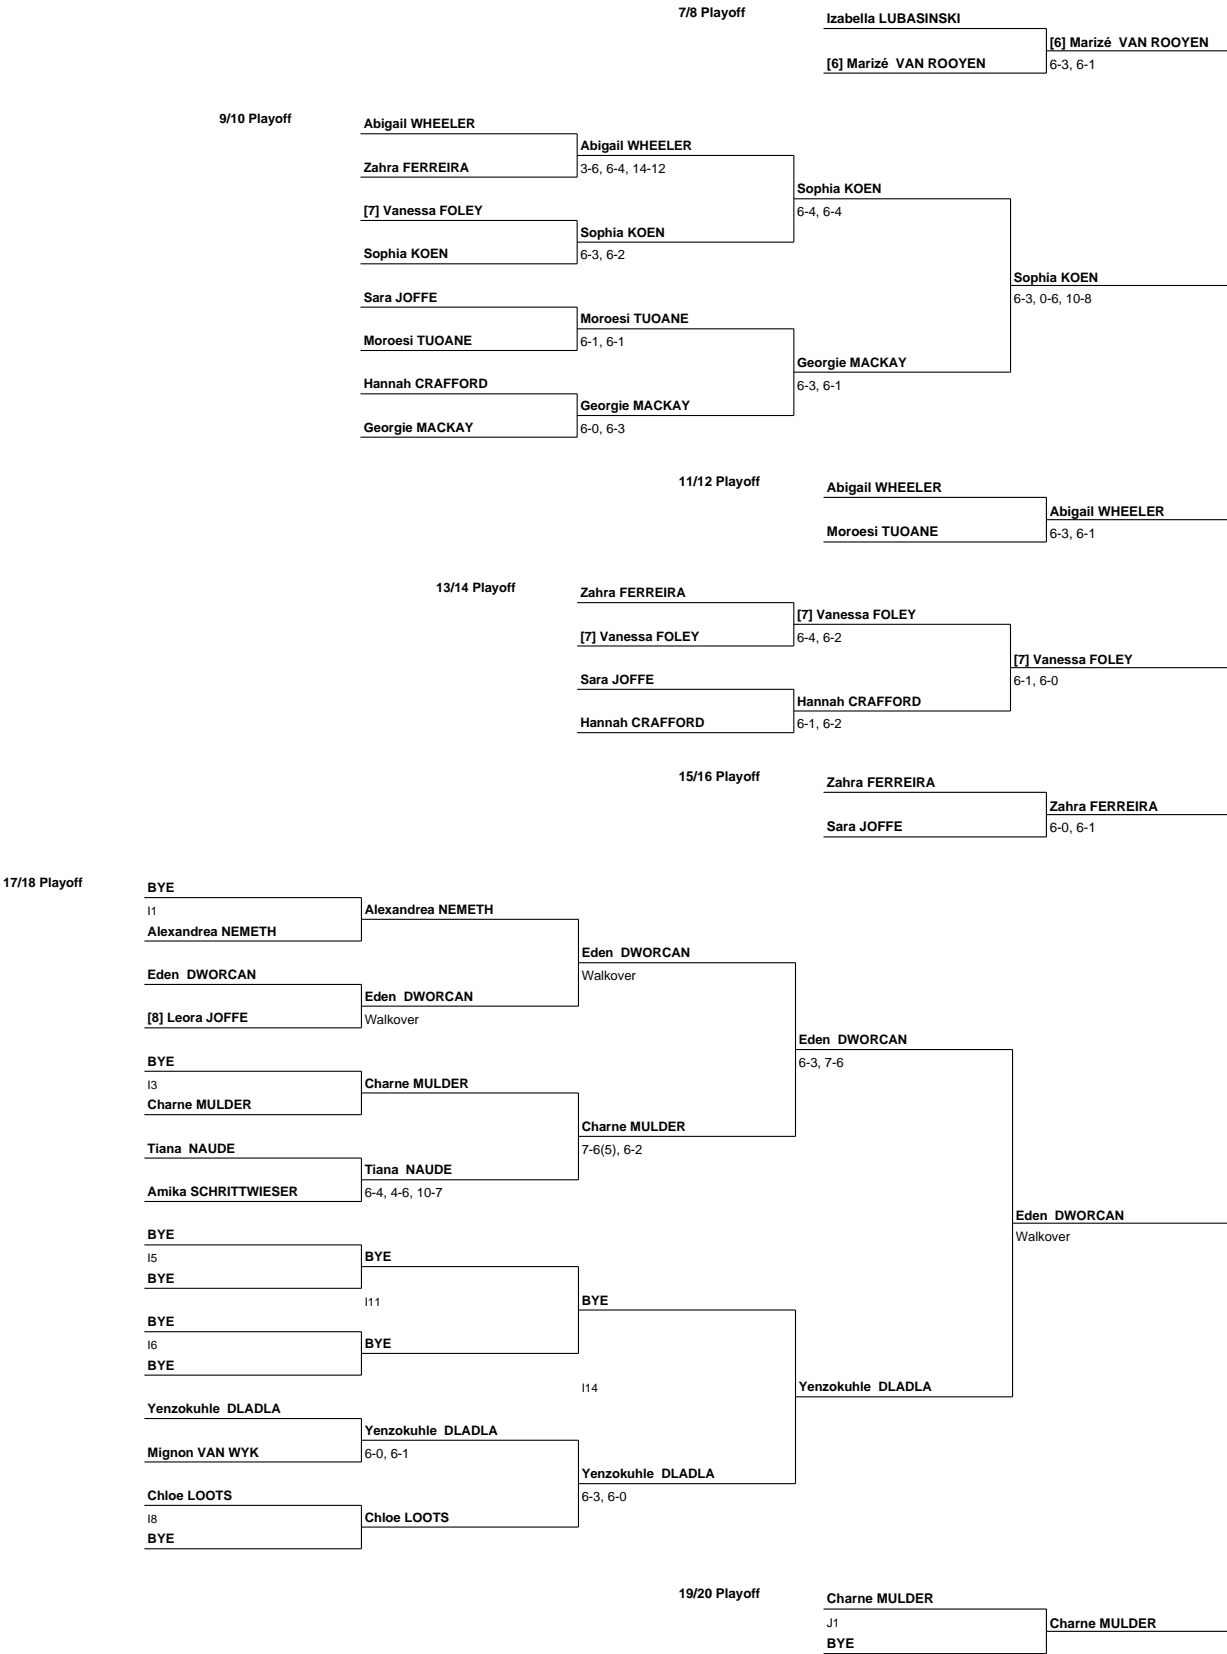 7/8 Playoff
Izabella LUBASINSKI
[6] Marizé VAN ROOYEN
[6] Marizé VAN ROOYEN
6-3, 6-1
9/10 Playoff
Abigail WHEELER
Abigail WHEELER
Zahra FERREIRA
3-6, 6-4, 14-12
Sophia KOEN
[7] Vanessa FOLEY
6-4, 6-4
Sophia KOEN
Sophia KOEN
6-3, 6-2
Sophia KOEN
Sara JOFFE
6-3, 0-6, 10-8
Moroesi TUOANE
Moroesi TUOANE
6-1, 6-1
Georgie MACKAY
Hannah CRAFFORD
6-3, 6-1
Georgie MACKAY
Georgie MACKAY
6-0, 6-3
11/12 Playoff
Abigail WHEELER
Abigail WHEELER
Moroesi TUOANE
6-3, 6-1
13/14 Playoff
Zahra FERREIRA
[7] Vanessa FOLEY
[7] Vanessa FOLEY
6-4, 6-2
[7] Vanessa FOLEY
Sara JOFFE
6-1, 6-0
Hannah CRAFFORD
Hannah CRAFFORD
6-1, 6-2
15/16 Playoff
Zahra FERREIRA
Zahra FERREIRA
Sara JOFFE
6-0, 6-1
17/18 Playoff
BYE
I1
Alexandrea NEMETH
Alexandrea NEMETH
Eden DWORCAN
Eden DWORCAN
Walkover
Eden DWORCAN
[8] Leora JOFFE
Walkover
Eden DWORCAN
BYE
6-3, 7-6
I3
Charne MULDER
Charne MULDER
Charne MULDER
Tiana NAUDE
7-6(5), 6-2
Tiana NAUDE
Amika SCHRITTWIESER
6-4, 4-6, 10-7
Eden DWORCAN
BYE
Walkover
I5
BYE
BYE
I11
BYE
BYE
I6
BYE
BYE
I14
Yenzokuhle DLADLA
Yenzokuhle DLADLA
Yenzokuhle DLADLA
Mignon VAN WYK
6-0, 6-1
Yenzokuhle DLADLA
Chloe LOOTS
6-3, 6-0
I8
Chloe LOOTS
BYE
19/20 Playoff
Charne MULDER
J1
Charne MULDER
BYE